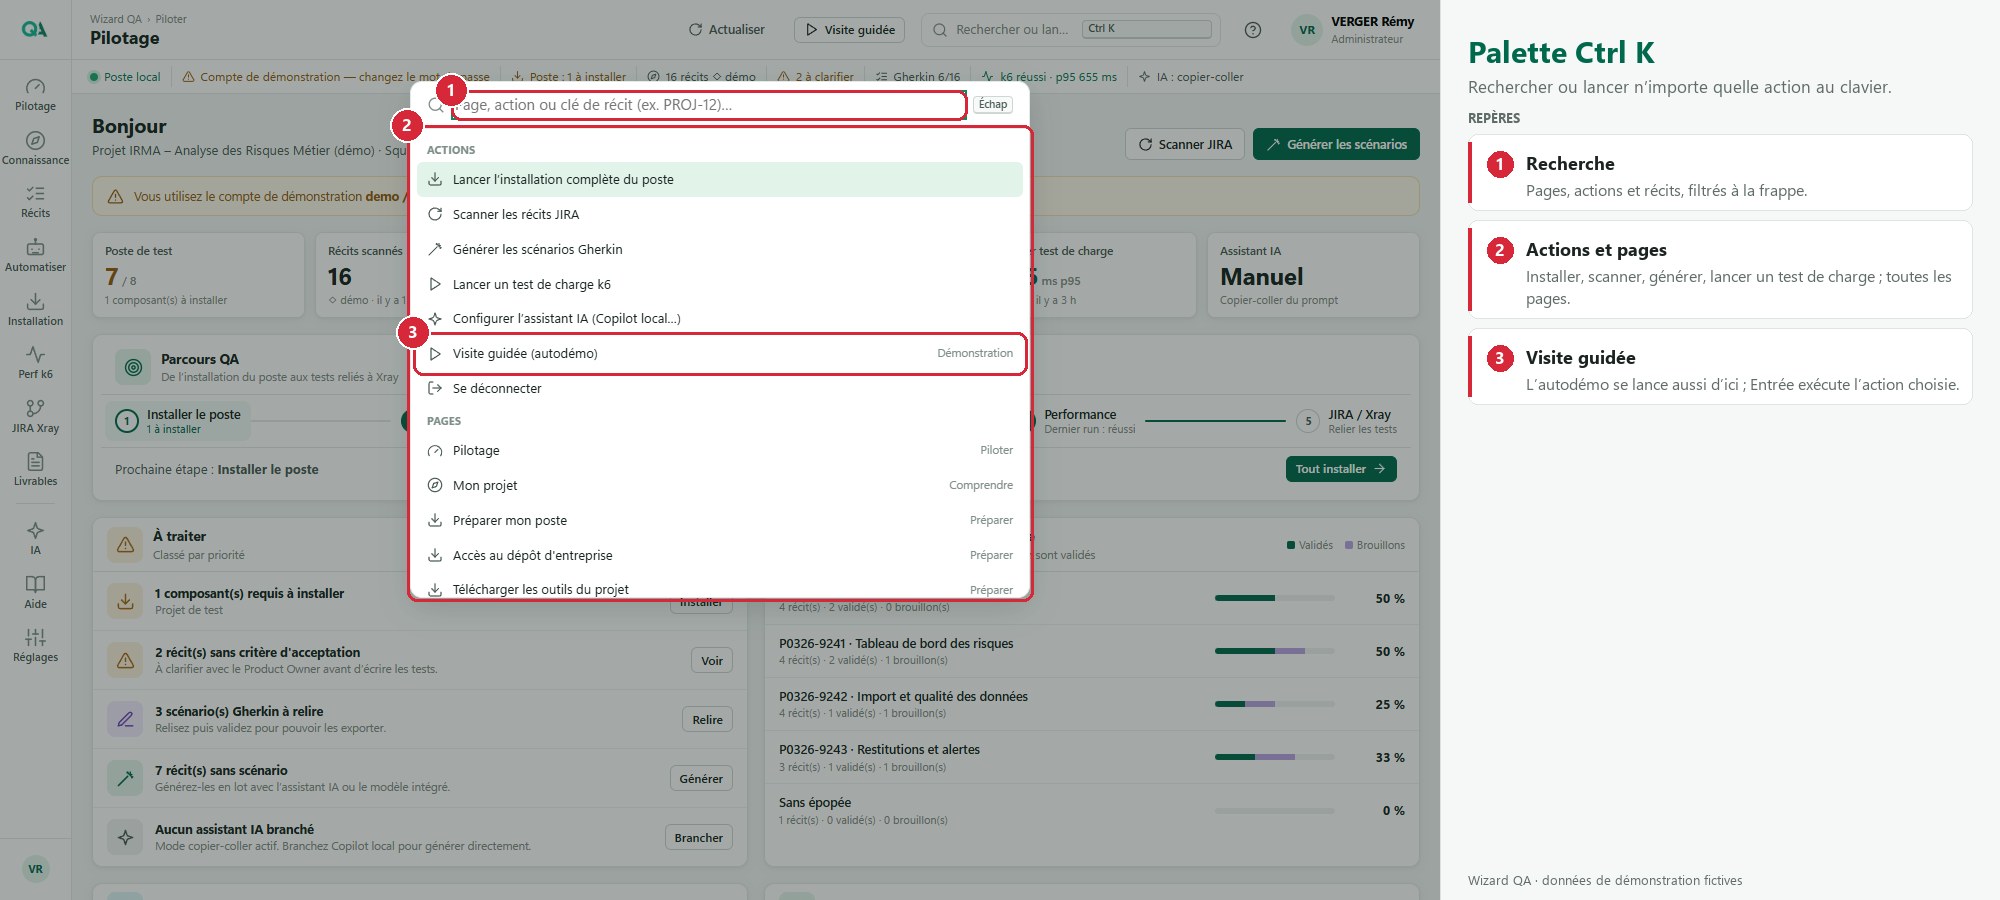 QA
Wizard QA › Piloter
Pilotage
Actualiser
Visite guidée
Rechercher ou lan...
Ctrl K
VR
VERGER Rémy
Administrateur
Poste local
Compte de démonstration — changez le mot
passe
Poste : 1 à installer
16 récits ◇ démo
2 à clarifier
Gherkin 6/16
k6 réussi · p95 655 ms
IA : copier-coller
Pilotage
Connaissance
Récits
Automatiser
Installation
Perf k6
JIRA Xray
Livrables
IA
Aide
Réglages
VR
Bonjour
Projet IRMA – Analyse des Risques Métier (démo) · Squ
Scanner JIRA
Générer les scénarios
Vous utilisez le compte de démonstration demo /
Poste de test
7 / 8
1 composant(s) à installer
Récits scannés
16
◇ démo · il y a 1
test de charge
ms p95
il y a 3 h
Assistant IA
Manuel
Copier-coller du prompt
Parcours QA
De l'installation du poste aux tests reliés à Xray
1
Installer le poste
1 à installer
Performance
Dernier run : réussi
5
JIRA / Xray
Relier les tests
Prochaine étape : Installer le poste
Tout installer
À traiter
Classé par priorité
1 composant(s) requis à installer
Projet de test
Installer
2 récit(s) sans critère d'acceptation
À clarifier avec le Product Owner avant d'écrire les tests.
Voir
3 scénario(s) Gherkin à relire
Relisez puis validez pour pouvoir les exporter.
Relire
7 récit(s) sans scénario
Générez-les en lot avec l'assistant IA ou le modèle intégré.
Générer
Aucun assistant IA branché
Mode copier-coller actif. Branchez Copilot local pour générer directement.
Brancher
sont validés
Validés
Brouillons
4 récit(s) · 2 validé(s) · 0 brouillon(s)
50 %
P0326-9241 · Tableau de bord des risques
4 récit(s) · 2 validé(s) · 1 brouillon(s)
50 %
P0326-9242 · Import et qualité des données
4 récit(s) · 1 validé(s) · 1 brouillon(s)
25 %
P0326-9243 · Restitutions et alertes
3 récit(s) · 1 validé(s) · 1 brouillon(s)
33 %
Sans épopée
1 récit(s) · 0 validé(s) · 0 brouillon(s)
0 %
1
age, action ou clé de récit (ex. PROJ-12)...
Échap
2
ACTIONS
Lancer l'installation complète du poste
Scanner les récits JIRA
Générer les scénarios Gherkin
Lancer un test de charge k6
Configurer l'assistant IA (Copilot local...)
3
Visite guidée (autodémo)
Démonstration
Se déconnecter
PAGES
Pilotage
Piloter
Mon projet
Comprendre
Préparer mon poste
Préparer
Accès au dépôt d'entreprise
Préparer
Télécharger les outils du projet
Préparer
Palette Ctrl K
Rechercher ou lancer n'importe quelle action au clavier.
REPÈRES
1
Recherche
Pages, actions et récits, filtrés à la frappe.
2
Actions et pages
Installer, scanner, générer, lancer un test de charge ; toutes les
pages.
3
Visite guidée
L'autodémo se lance aussi d'ici ; Entrée exécute l'action choisie.
Wizard QA · données de démonstration fictives